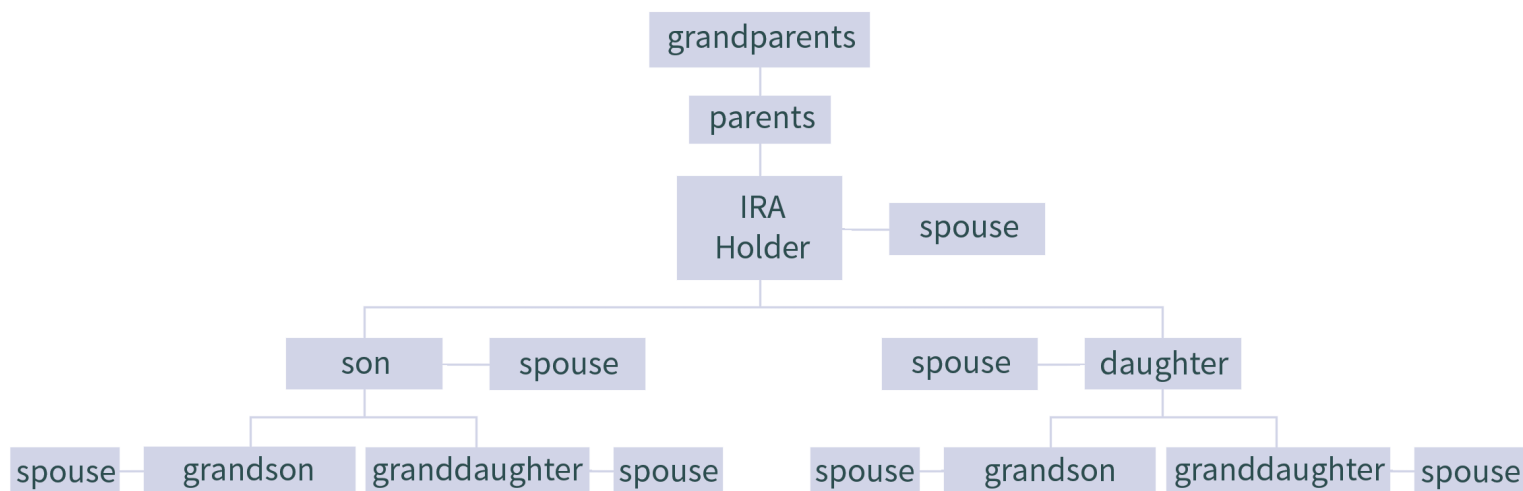 grandparents
parents
IRA
Holder
spouse
son
spouse
spouse
daughter
spouse
grandson
granddaughter
spouse
spouse
grandson
granddaughter
spouse